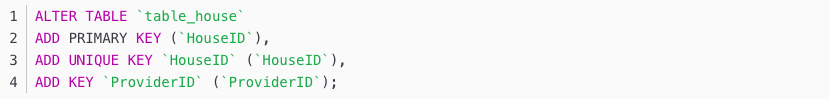 1 ALTER TABLE `table_house`
2 ADD PRIMARY KEY (`HouseID`),
3 ADD UNIQUE KEY `HouseID` (`HouseID`),
4 ADD KEY `ProviderID` (`ProviderID`);